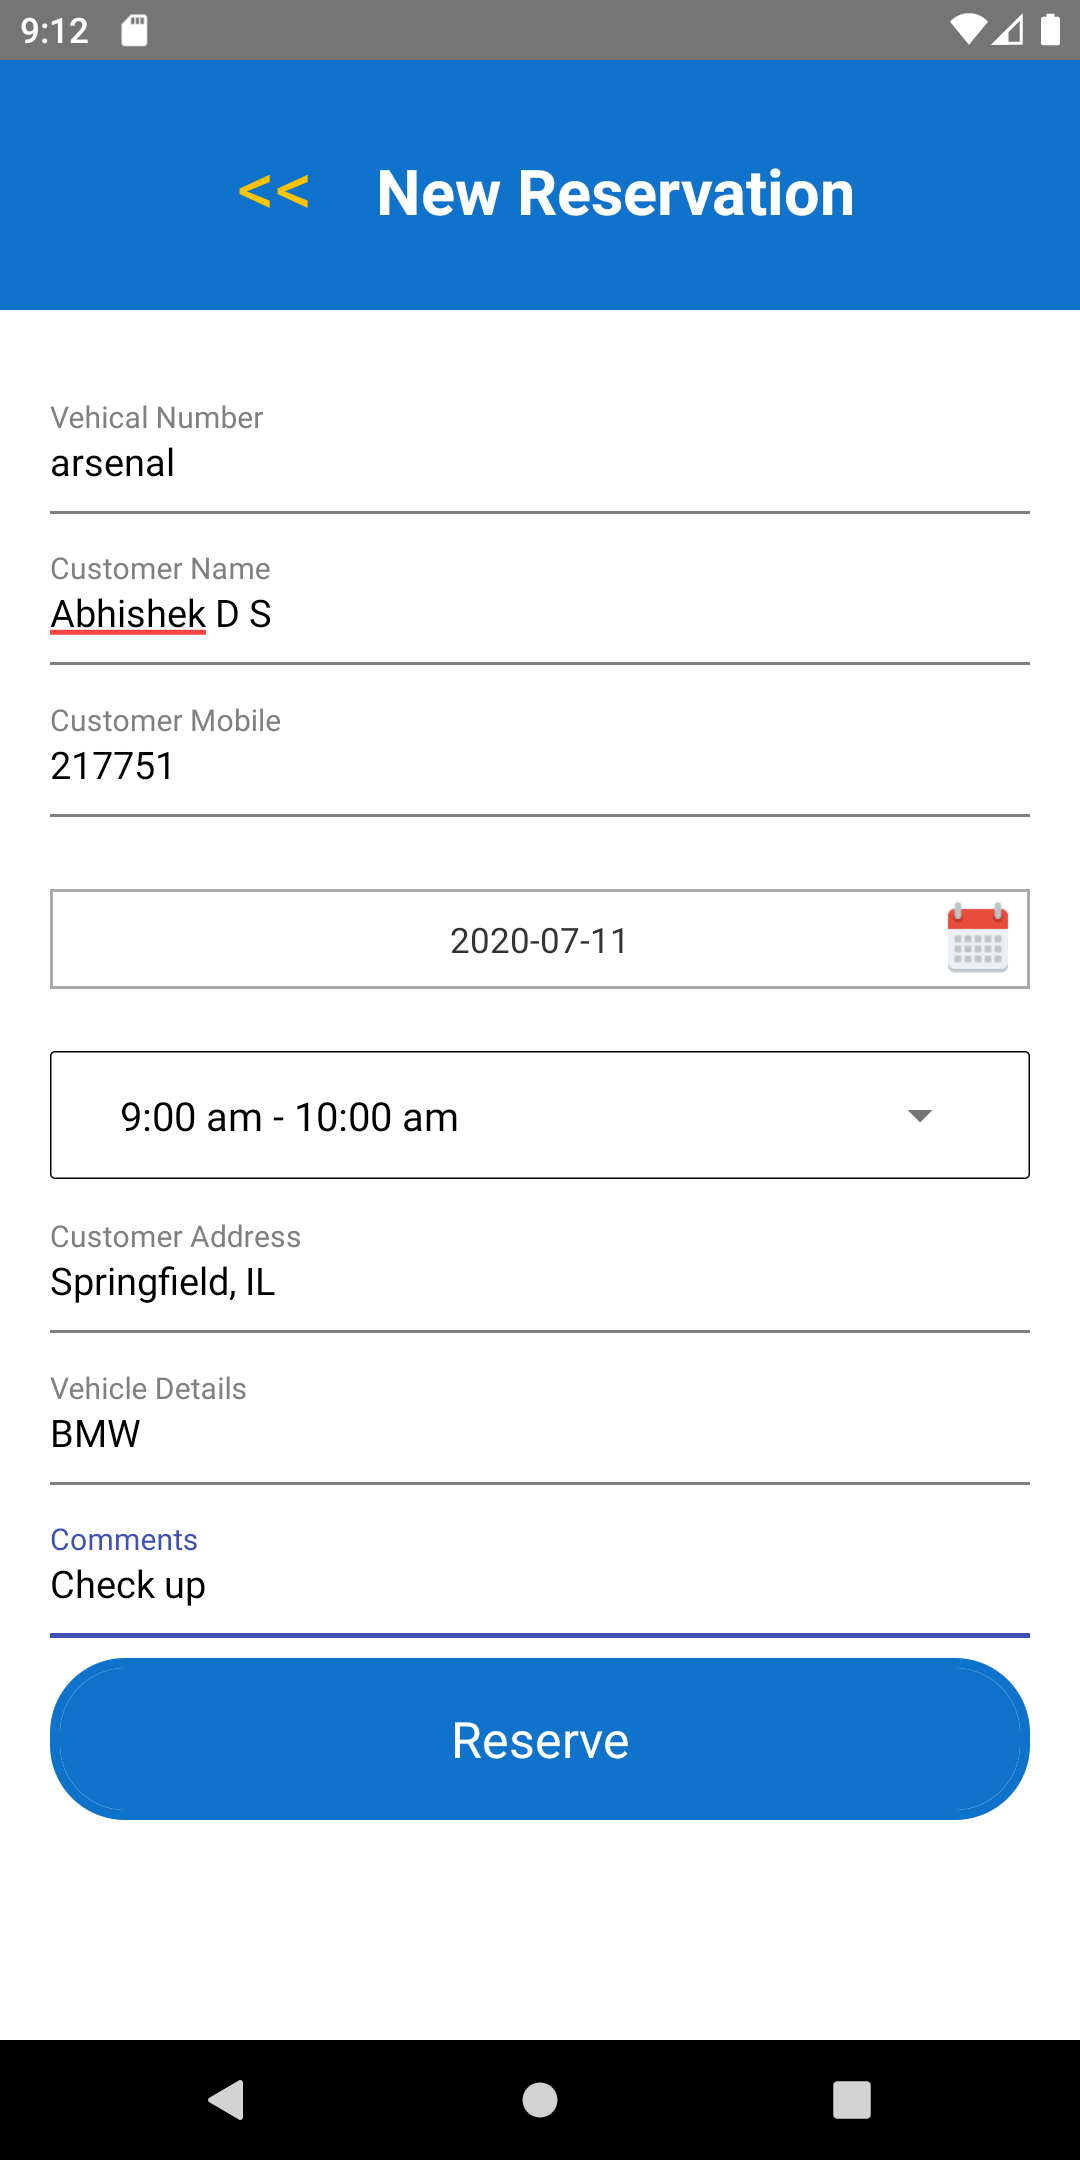 9:12
<< New Reservation
Vehical Number
arsenal
Customer Name
Abhishek D S
Customer Mobile
217751
2020-07-11
9:00 am - 10:00 am
Customer Address
Springfield, IL
Vehicle Details
BMW
Comments
Check up
Reserve